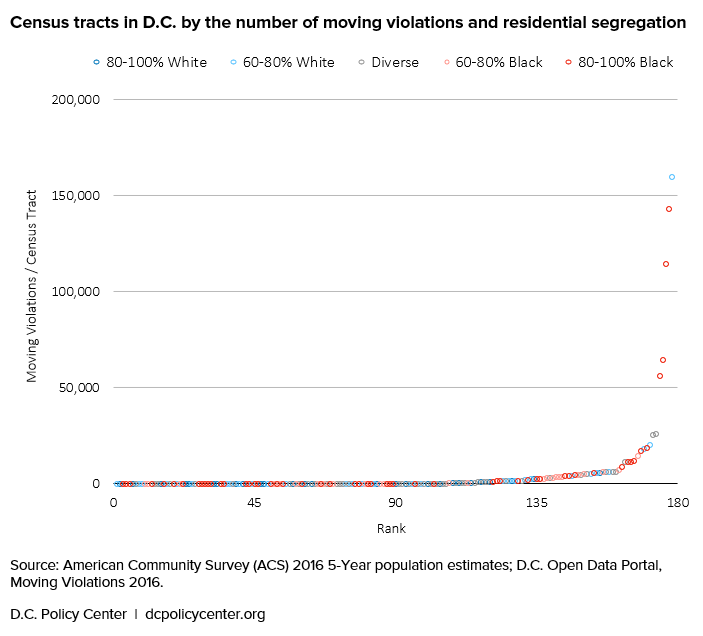 Census tracts in D.C. by the number of moving violations and residential segregation
80-100% White 60-80% White Diverse 60-80% Black 80-100% Black
200,000
150,000
100,000
50,000
0
Moving Violations / Census Tract
0 45 90 135 180
Rank
Source: American Community Survey (ACS) 2016 5-Year population estimates; D.C. Open Data Portal,
Moving Violations 2016.
D.C. Policy Center | dcpolicycenter.org